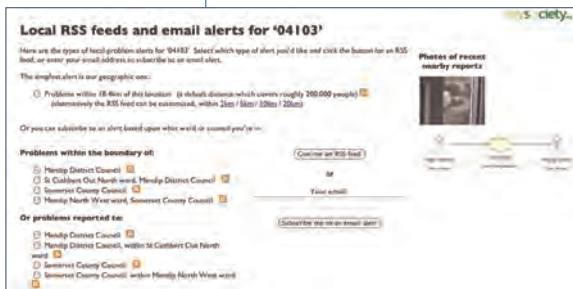 Local RSS feeds and email alerts for '04103'
Here are the types of local problem alerts for '04103'. Select which type of alert you'd like and click the button for an RSS
feed, or enter your email address to subscribe to an email alert.
The simplest alert is our geographic one:
Problems within of this location (a default distance which covers roughly 200,000 people)
(alternatively the RSS feed can be customized, within 2km / 5km / 10km / 20km)
Or you can subscribe to an alert based upon what ward or council you're in:
Problems within the boundary of:
Mendip District Council
St Cuthbert Out North ward, Mendip District Council
Somerset County Council
Mendip North West ward, Somerset County Council
Or problems reported to:
Mendip District Council
Mendip District Council, within St Cuthbert Out North
ward
Somerset County Council
Somerset County Council, within Mendip North West ward
Give me an RSS feed
or
Your email:
Subscribe me to an email alert
Photos of recent
nearby reports